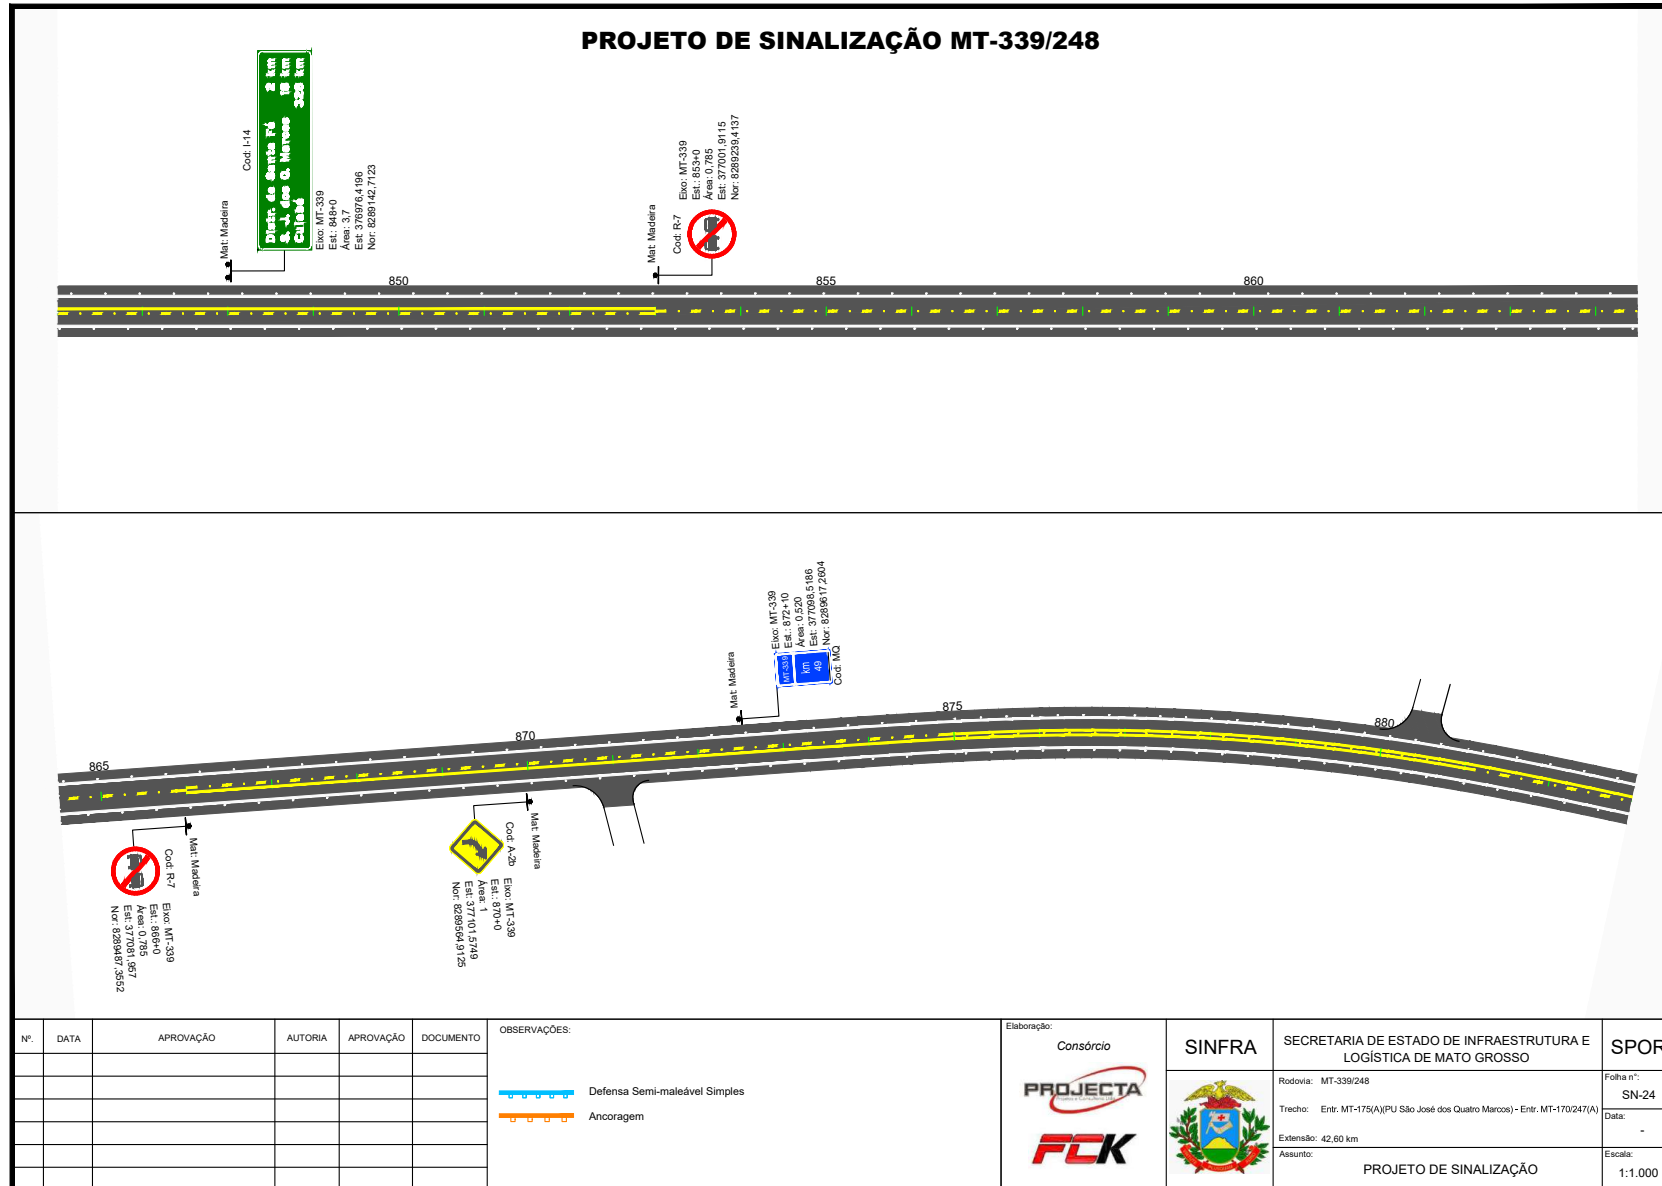 PROJETO DE SINALIZAÇÃO MT-339/248
Mat: Madeira
Cod: I-14
Distr. de Santa Fé 2 km
S. J. dos Q. Marcos 18 km
Cuiabá
Eixo: MT-339
Est.: 848+0
Área: 3,7
Est: 376976,4196
Nor: 8289142,7123
Mat: Madeira
Cod: R-7
Eixo: MT-339
Est.: 853+0
Área: 0,785
Est: 377001,9115
Nor: 8289239,4137
850
855
860
Mat: Madeira
MT-339
km
49
Eixo: MT-339
Est.: 872+10
Área: 0,520
Est: 377098,5186
Nor: 8289617,2604
Cod: MQ
865
870
875
880
Mat: Madeira
Cod: R-7
Eixo: MT-339
Est.: 866+0
Área: 0,785
Est: 377081,957
Nor: 8289487,3552
Mat: Madeira
Cod: A-2b
Eixo: MT-339
Est.: 870+0
Área: 1
Est: 377101,5749
Nor: 8289564,9125
Nº. DATA APROVAÇÃO AUTORIA APROVAÇÃO DOCUMENTO
OBSERVAÇÕES:
Defensa Semi-maleável Simples
Ancoragem
Elaboração:
Consórcio
PROJECTA
FCK
SINFRA
SECRETARIA DE ESTADO DE INFRAESTRUTURA E
LOGÍSTICA DE MATO GROSSO
Rodovia: MT-339/248
Trecho: Entr. MT-175(A)(PU São José dos Quatro Marcos) - Entr. MT-170/247(A)
Extensão: 42,60 km
Assunto:
PROJETO DE SINALIZAÇÃO
SPOR
Folha n°:
SN-24
Data:
-
Escala:
1:1.000